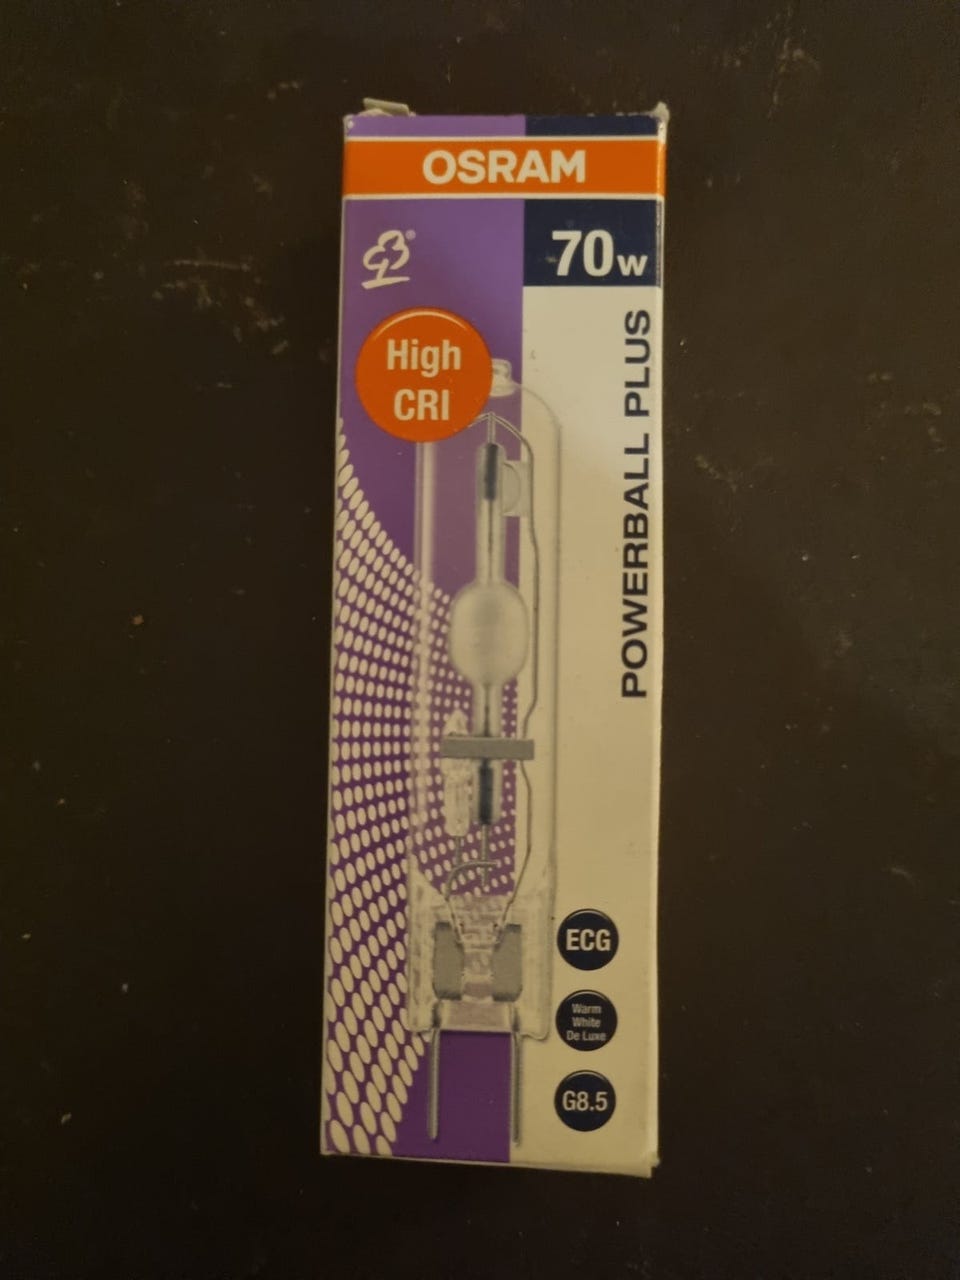 OSRAM
70w
High
CRI
POWERBALL PLUS
ECG
Warm
White
De Luxe
G8.5